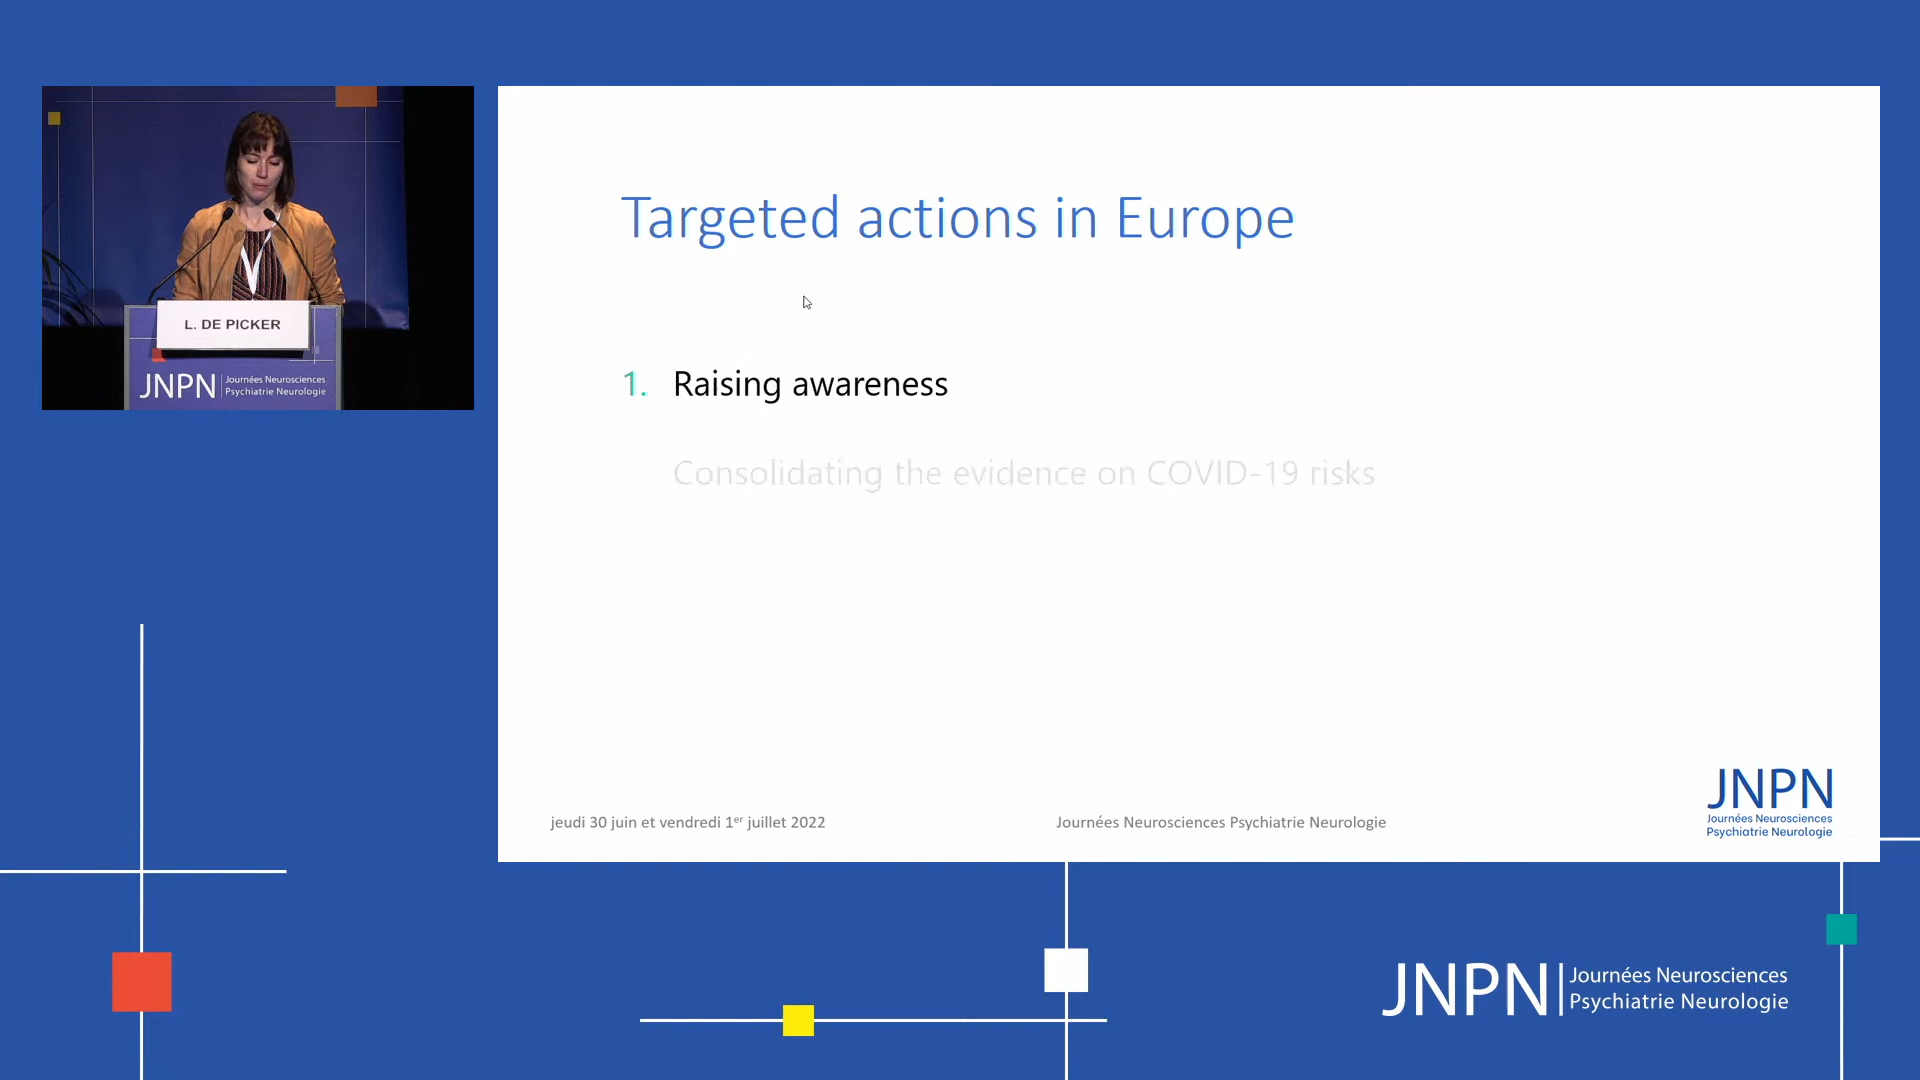 L. DE PICKER
JNPN
Journées Neurosciences
Psychiatrie Neurologie
Targeted actions in Europe
1. Raising awareness
Consolidating the evidence on COVID-19 risks
jeudi 30 juin et vendredi 1er juillet 2022
Journées Neurosciences Psychiatrie Neurologie
JNPN
Journées Neurosciences
Psychiatrie Neurologie
JNPN
Journées Neurosciences
Psychiatrie Neurologie